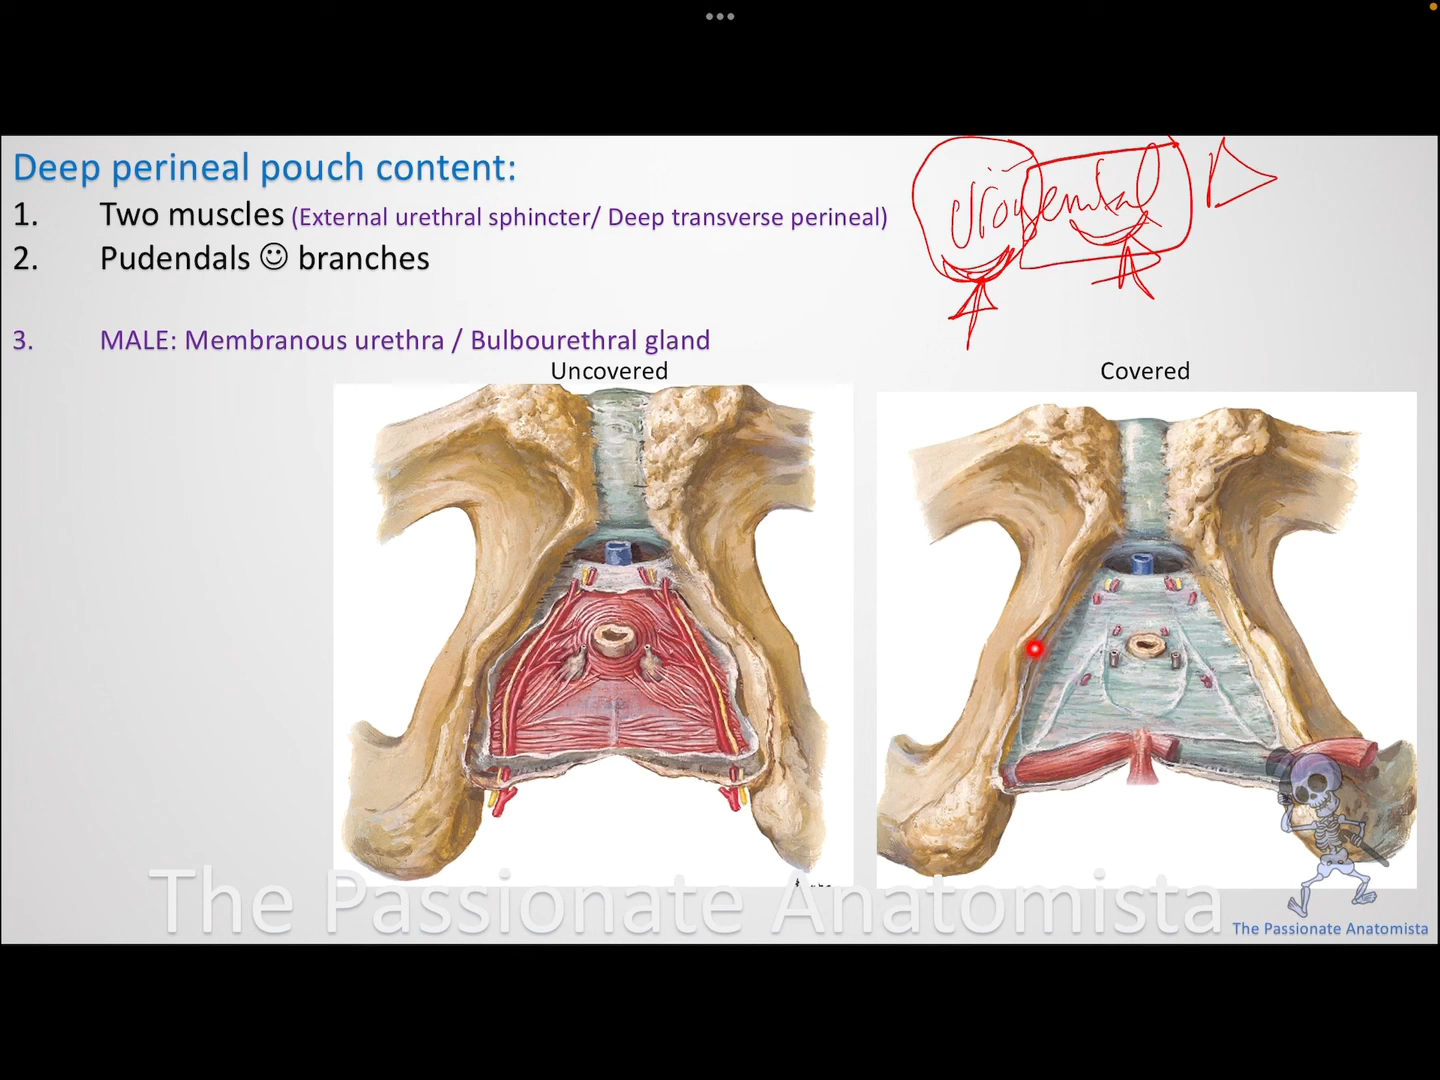 Deep perineal pouch content:
1. Two muscles (External urethral sphincter/ Deep transverse perineal)
2. Pudendals ☺ branches
urogenital
3. MALE: Membranous urethra / Bulbourethral gland
Uncovered
Covered
The Passionate Anatomista
The Passionate Anatomista